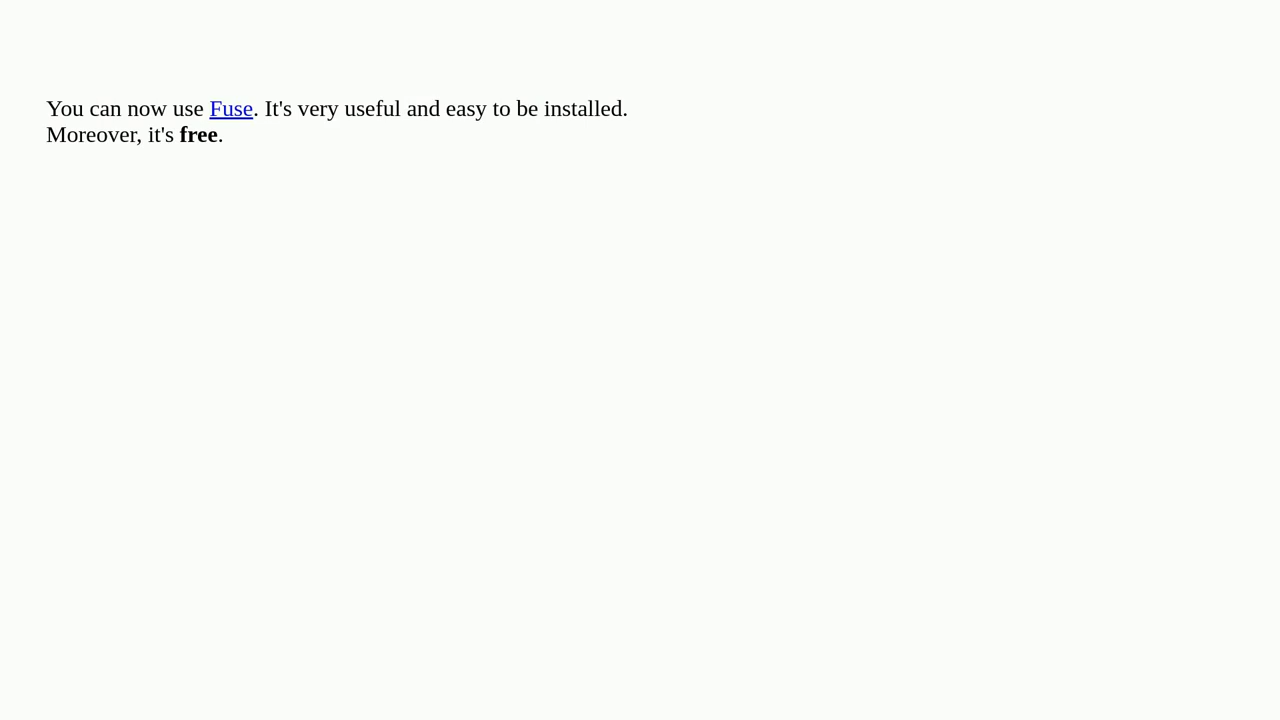 You can now use Fuse. It's very useful and easy to be installed.
Moreover, it's free.